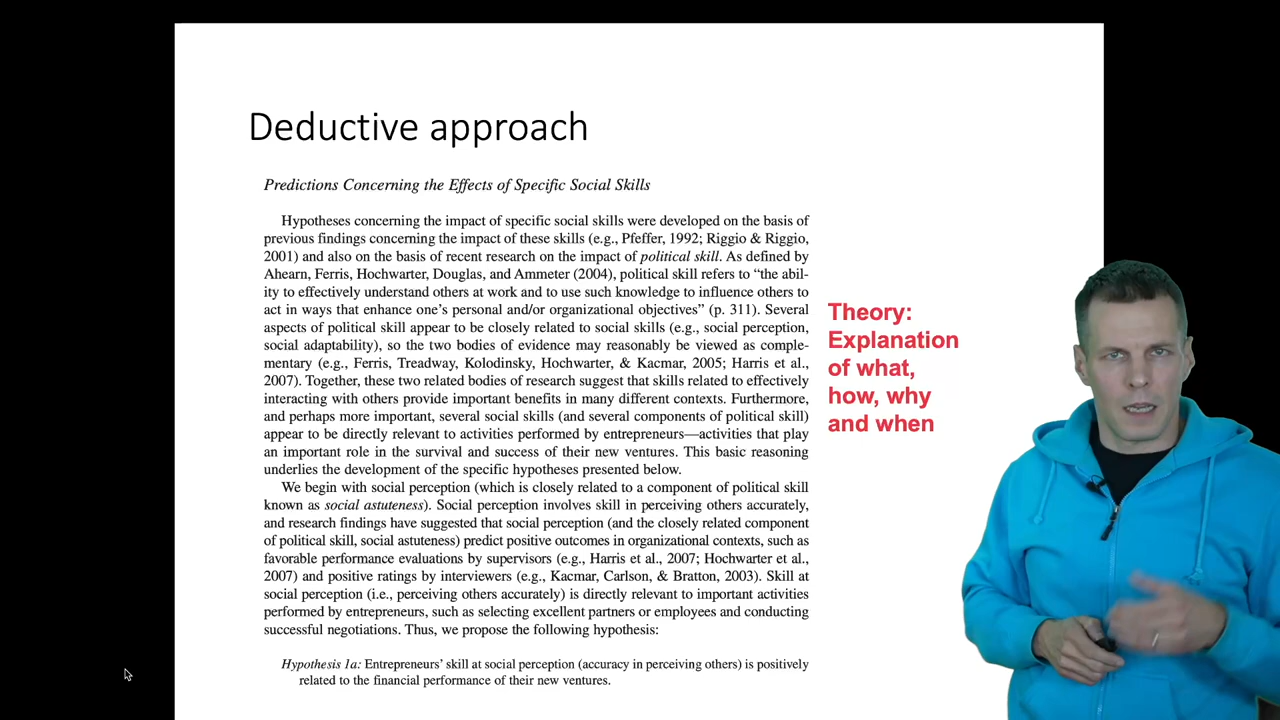 Deductive approach
Predictions Concerning the Effects of Specific Social Skills
Hypotheses concerning the impact of specific social skills were developed on the basis of
previous findings concerning the impact of these skills (e.g., Pfeffer, 1992; Riggio & Riggio,
2001) and also on the basis of recent research on the impact of political skill. As defined by
Ahearn, Ferris, Hochwarter, Douglas, and Ammeter (2004), political skill refers to “the abil-
ity to effectively understand others at work and to use such knowledge to influence others to
act in ways that enhance one’s personal and/or organizational objectives” (p. 311). Several
aspects of political skill appear to be closely related to social skills (e.g., social perception,
social adaptability), so the two bodies of evidence may reasonably be viewed as comple-
mentary (e.g., Ferris, Treadway, Kolodinsky, Hochwarter, & Kacmar, 2005; Harris et al.,
2007). Together, these two related bodies of research suggest that skills related to effectively
interacting with others provide important benefits in many different contexts. Furthermore,
and perhaps more important, several social skills (and several components of political skill)
appear to be directly relevant to activities performed by entrepreneurs—activities that play
an important role in the survival and success of their new ventures. This basic reasoning
underlies the development of the specific hypotheses presented below.
We begin with social perception (which is closely related to a component of political skill
known as social astuteness). Social perception involves skill in perceiving others accurately,
and research findings have suggested that social perception (and the closely related component
of political skill, social astuteness) predict positive outcomes in organizational contexts, such as
favorable performance evaluations by supervisors (e.g., Harris et al., 2007; Hochwarter et al.,
2007) and positive ratings by interviewers (e.g., Kacmar, Carlson, & Bratton, 2003). Skill at
social perception (i.e., perceiving others accurately) is directly relevant to important activities
performed by entrepreneurs, such as selecting excellent partners or employees and conducting
successful negotiations. Thus, we propose the following hypothesis:
Hypothesis 1a: Entrepreneurs’ skill at social perception (accuracy in perceiving others) is positively
related to the financial performance of their new ventures.
Theory:
Explanation
of what,
how, why
and when